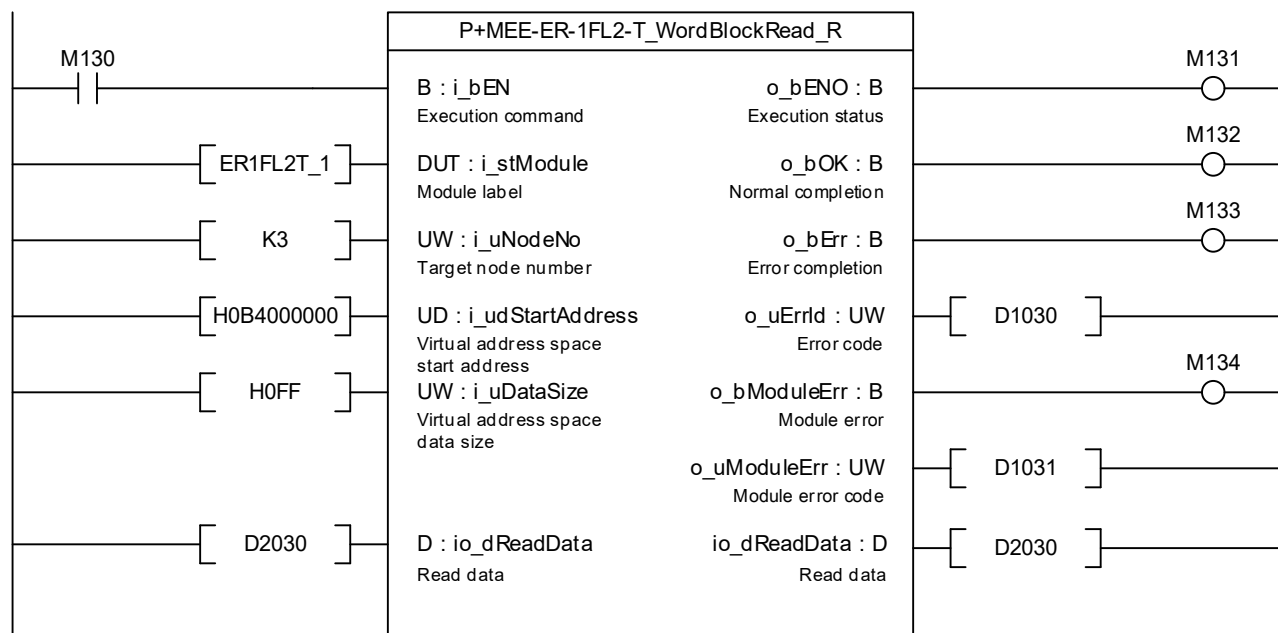 P+MEE-ER-1FL2-T_WordBlockRead_R
M130
M131
B : i_bEN
o_bENO : B
Execution command
Execution status
M132
ER1FL2T_1
DUT : i_stModule
o_bOK : B
Module label
Normal completion
M133
K3
UW : i_uNodeNo
o_bErr : B
Target node number
Error completion
H0B4000000
UD : i_udStartAddress
o_uErrId : UW
D1030
Virtual address space
start address
Error code
M134
H0FF
UW : i_uDataSize
o_bModuleErr : B
Virtual address space
data size
Module error
o_uModuleErr : UW
D1031
Module error code
D2030
D : io_dReadData
io_dReadData : D
D2030
Read data
Read data